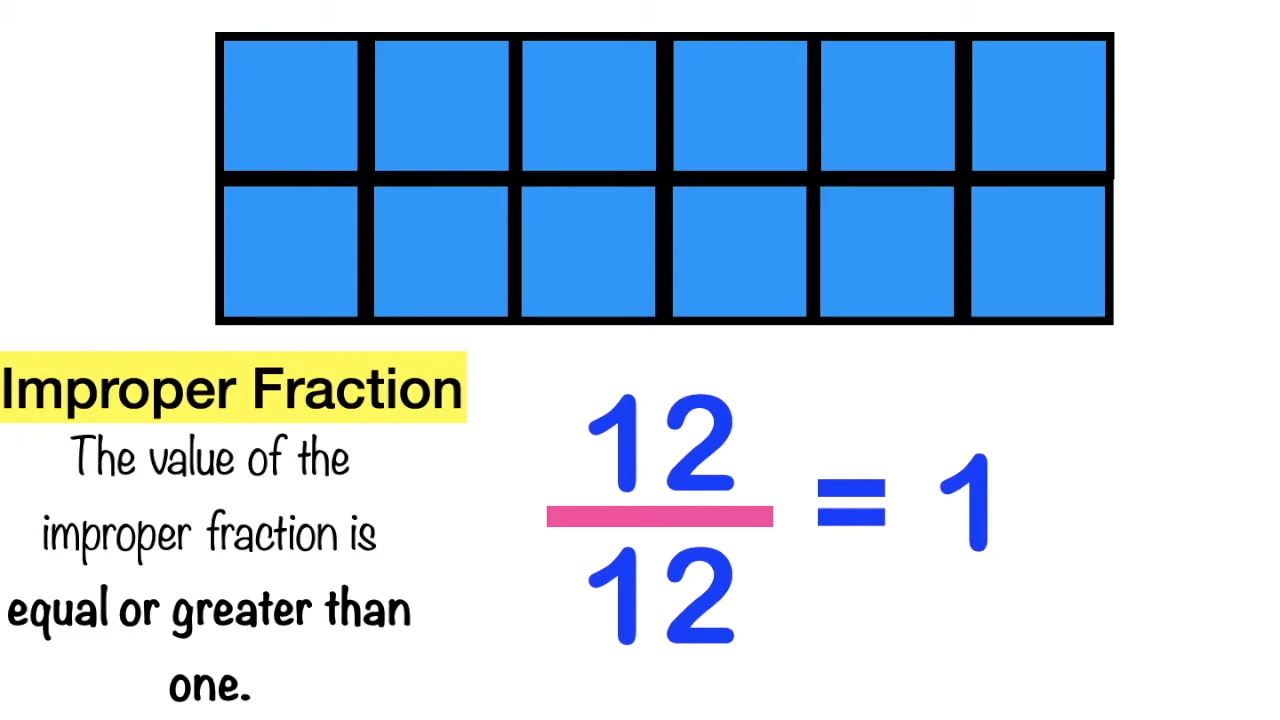 Improper Fraction
The value of the
improper fraction is
equal or greater than
one.
12
12
= 1